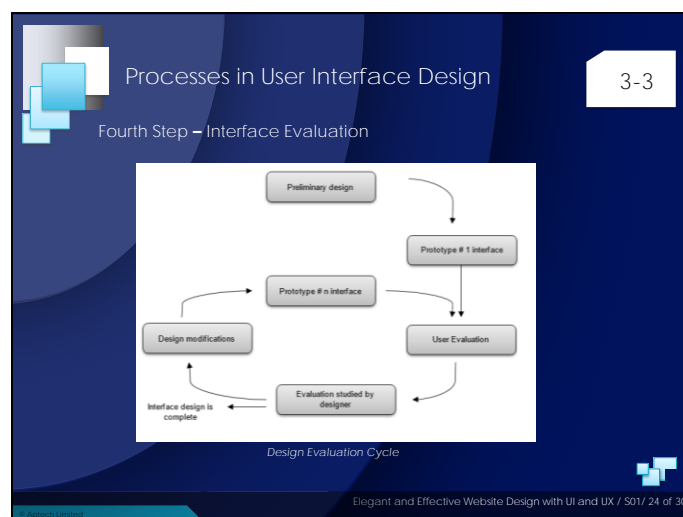 Processes in User Interface Design
3-3
Fourth Step – Interface Evaluation
Preliminary design
Prototype # 1 interface
Prototype # n interface
Design modifications
User Evaluation
Evaluation studied by
designer
Interface design is
complete
Design Evaluation Cycle
Elegant and Effective Website Design with UI and UX / S01/ 24 of 30
© Aptech Limited